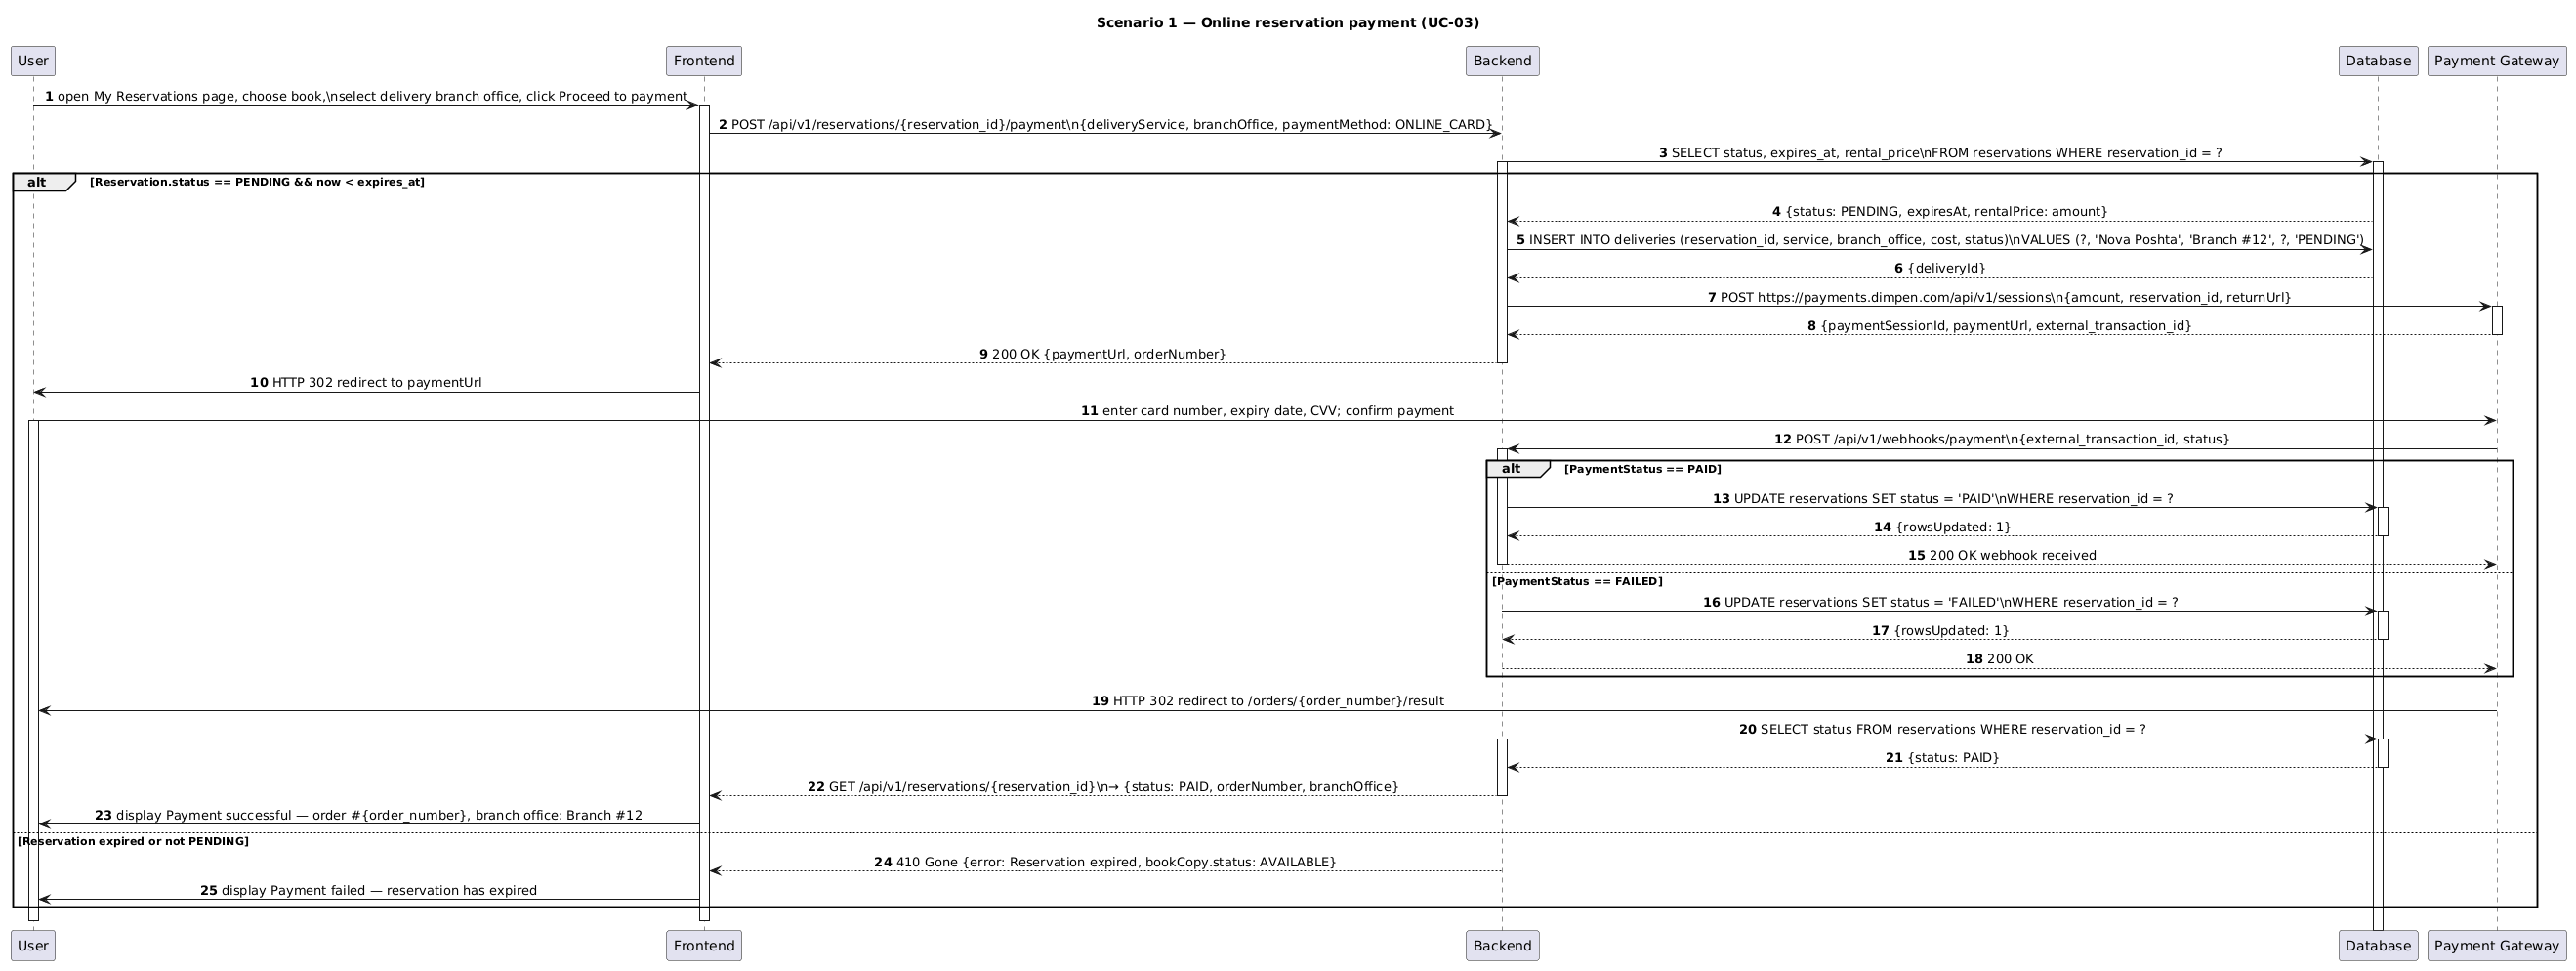 Scenario 1 — Online reservation payment (UC-03)
User Frontend Backend Database Payment Gateway
1 open My Reservations page, choose book,\nselect delivery branch office, click Proceed to payment
2 POST /api/v1/reservations/{reservation_id}/payment\n{deliveryService, branchOffice, paymentMethod: ONLINE_CARD}
3 SELECT status, expires_at, rental_price\nFROM reservations WHERE reservation_id = ?
alt [Reservation.status == PENDING && now < expires_at]
4 {status: PENDING, expiresAt, rentalPrice: amount}
5 INSERT INTO deliveries (reservation_id, service, branch_office, cost, status)\nVALUES (?, 'Nova Poshta', 'Branch #12', ?, 'PENDING')
6 {deliveryId}
7 POST https://payments.dimpen.com/api/v1/sessions\n{amount, reservation_id, returnUrl}
8 {paymentSessionId, paymentUrl, external_transaction_id}
9 200 OK {paymentUrl, orderNumber}
10 HTTP 302 redirect to paymentUrl
11 enter card number, expiry date, CVV; confirm payment
12 POST /api/v1/webhooks/payment\n{external_transaction_id, status}
alt [PaymentStatus == PAID]
13 UPDATE reservations SET status = 'PAID'\nWHERE reservation_id = ?
14 {rowsUpdated: 1}
15 200 OK webhook received
[PaymentStatus == FAILED]
16 UPDATE reservations SET status = 'FAILED'\nWHERE reservation_id = ?
17 {rowsUpdated: 1}
18 200 OK
19 HTTP 302 redirect to /orders/{order_number}/result
20 SELECT status FROM reservations WHERE reservation_id = ?
21 {status: PAID}
22 GET /api/v1/reservations/{reservation_id}\n→ {status: PAID, orderNumber, branchOffice}
23 display Payment successful — order #{order_number}, branch office: Branch #12
[Reservation expired or not PENDING]
24 410 Gone {error: Reservation expired, bookCopy.status: AVAILABLE}
25 display Payment failed — reservation has expired
User Frontend Backend Database Payment Gateway